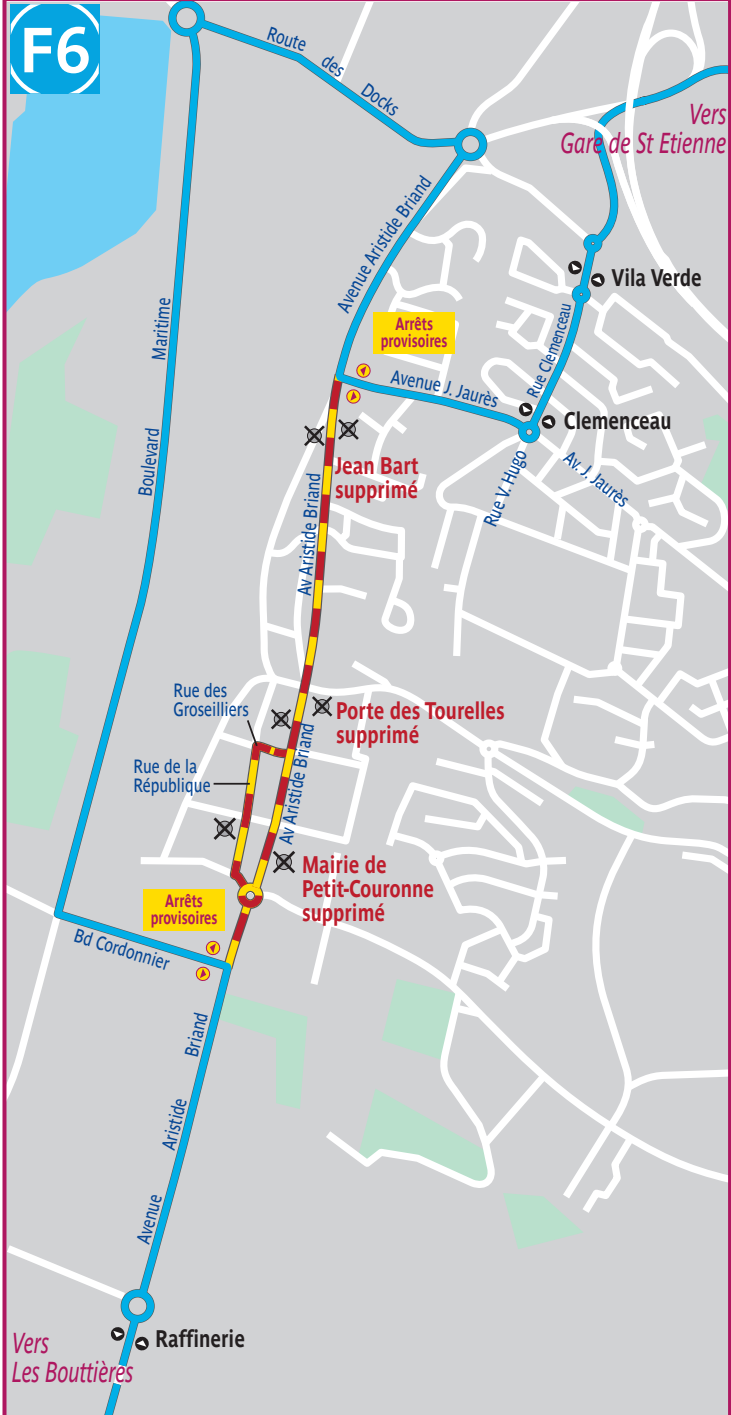 F6
Route
des
Docks
Vers
Gare de St Etienne
Avenue Aristide Briand
Vila Verde
Maritime
Boulevard
Arrêts
provisoires
Rue Clemenceau
Avenue J. Jaurès
Clemenceau
Jean Bart
supprimé
Rue V. Hugo
Av. J. Jaurès
Av Aristide Briand
Rue des
Groseilliers
Porte des Tourelles
supprimé
Rue de la
République
Av Aristide Briand
Mairie de
Petit-Couronne
supprimé
Arrêts
provisoires
Bd Cordonnier
Avenue Aristide Briand
Raffinerie
Vers
Les Bouttières